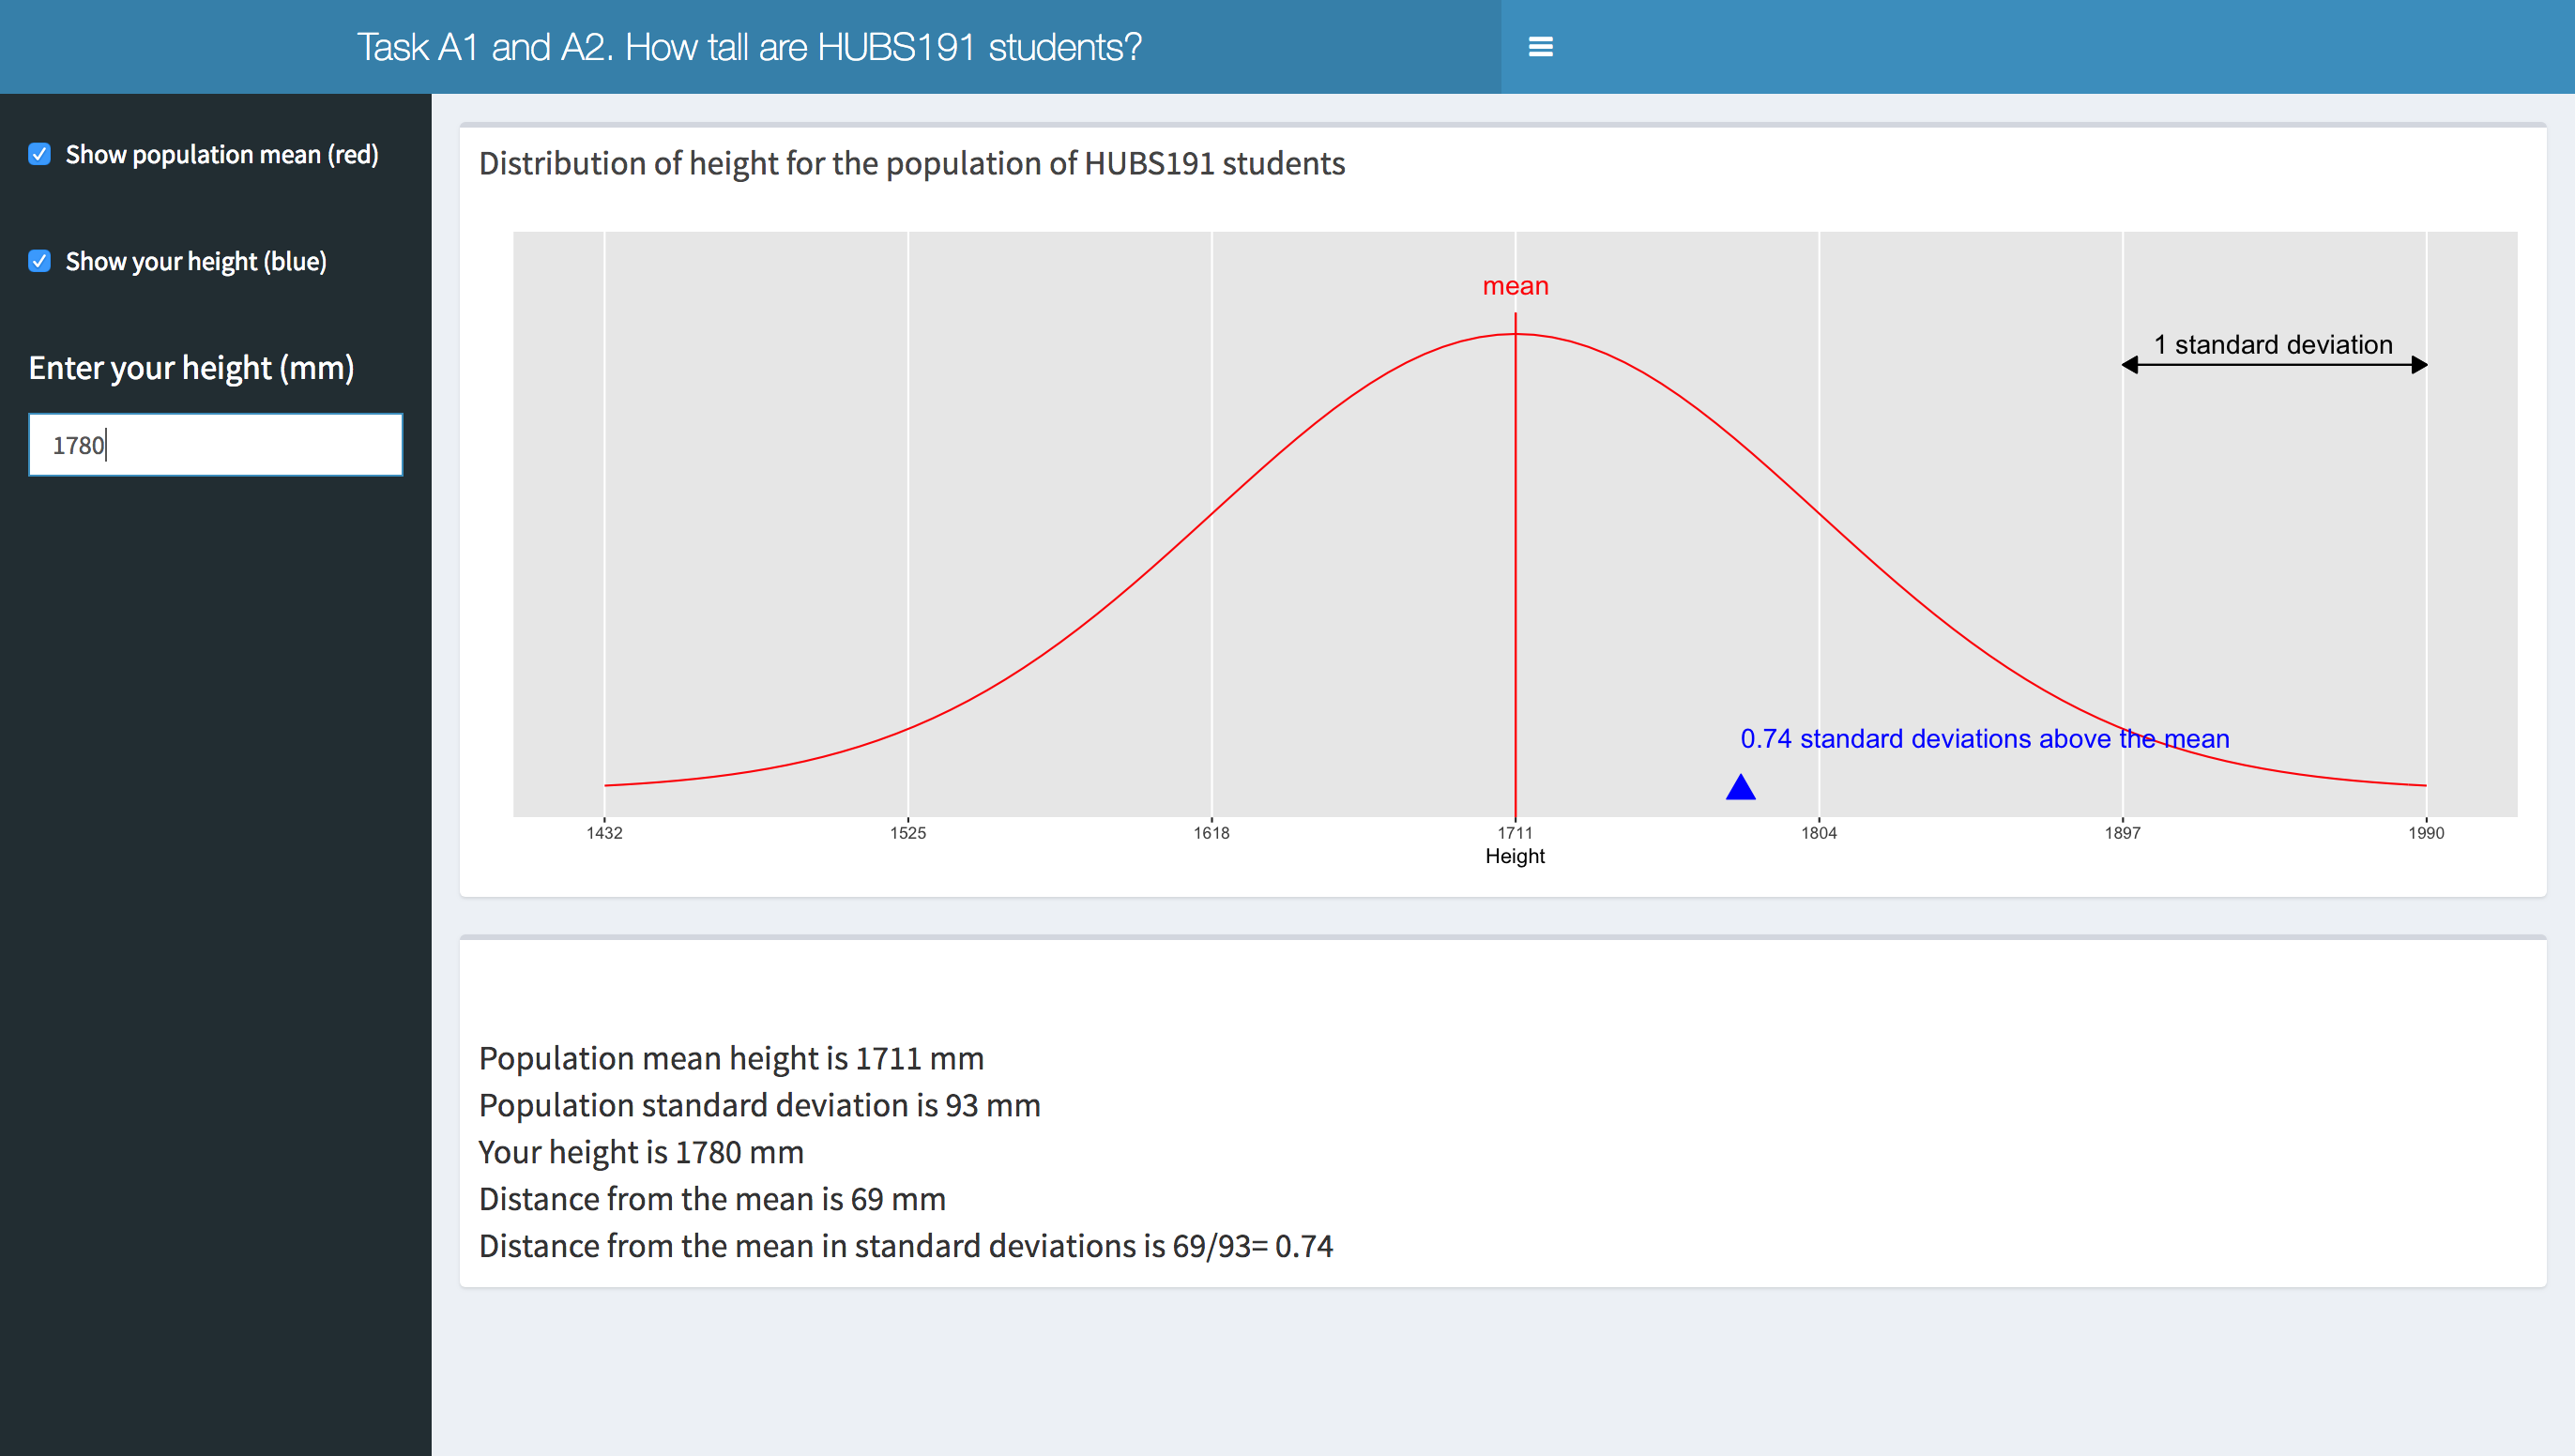 Task A1 and A2. How tall are HUBS191 students?
Show population mean (red)
Show your height (blue)
Enter your height (mm)
1780
Distribution of height for the population of HUBS191 students
mean
1 standard deviation
0.74 standard deviations above the mean
1432 1525 1618 1711 1804 1897 1990
Height
Population mean height is 1711 mm
Population standard deviation is 93 mm
Your height is 1780 mm
Distance from the mean is 69 mm
Distance from the mean in standard deviations is 69/93= 0.74